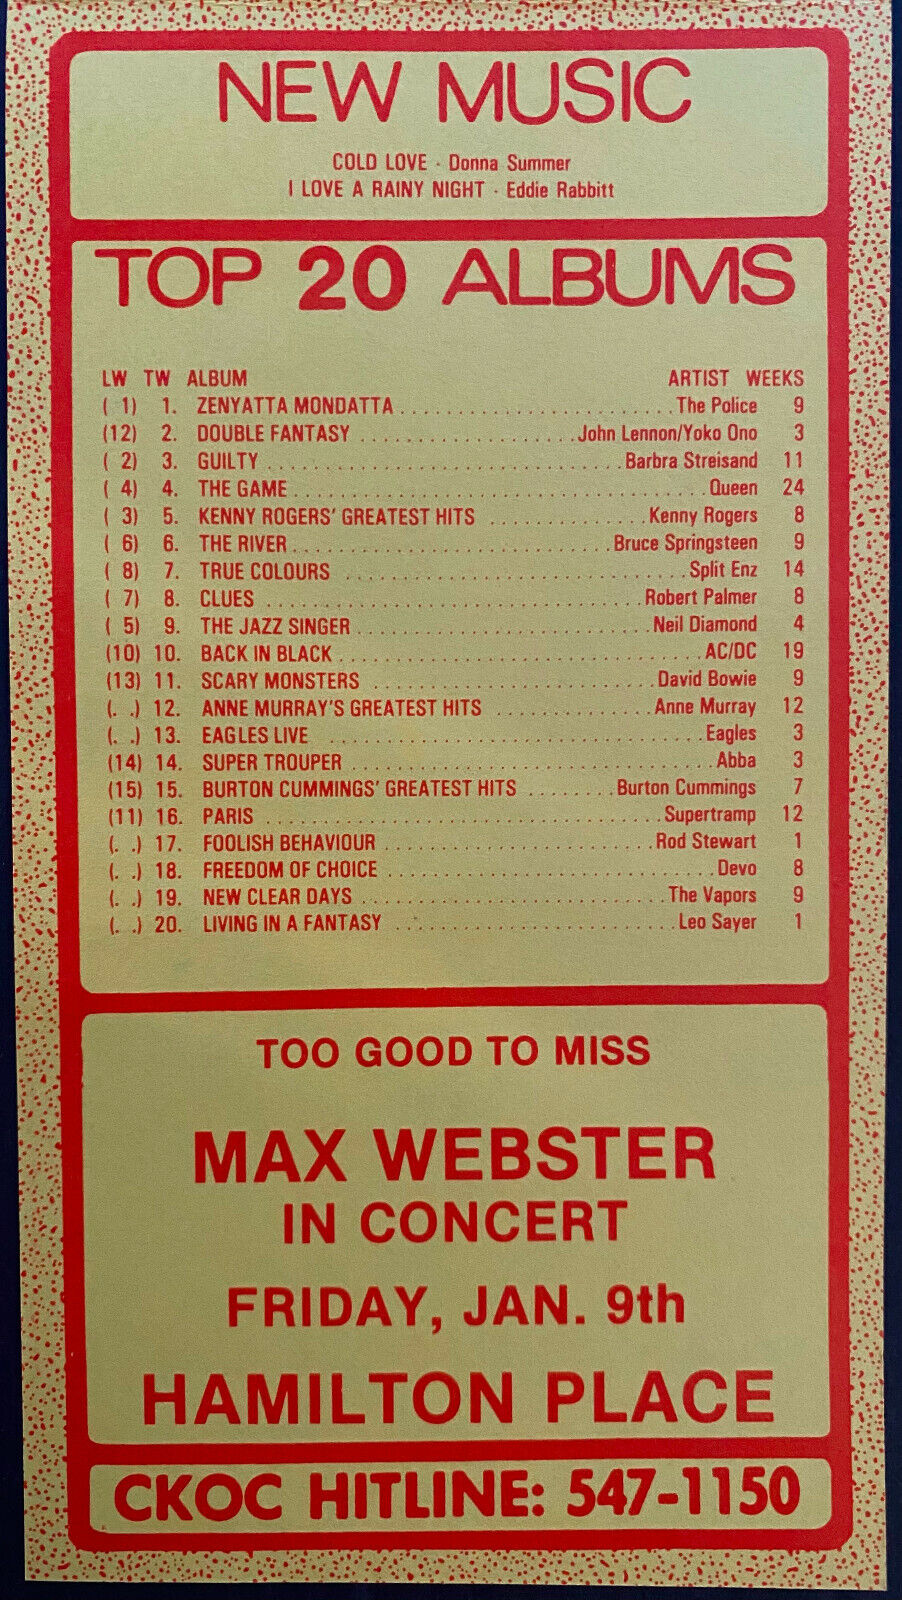 NEW MUSIC
COLD LOVE - Donna Summer
I LOVE A RAINY NIGHT - Eddie Rabbitt
TOP 20 ALBUMS
LW TW ALBUM ARTIST WEEKS
( 1) 1. ZENYATTA MONDATTA . . . . . . . . . . . . . . . . . . . . . . . . The Police 9
(12) 2. DOUBLE FANTASY . . . . . . . . . . . . . . . . . . . John Lennon/Yoko Ono 3
( 2) 3. GUILTY . . . . . . . . . . . . . . . . . . . . . . . . . . . . . . . Barbra Streisand 11
( 4) 4. THE GAME . . . . . . . . . . . . . . . . . . . . . . . . . . . . . . . . . . . . Queen 24
( 3) 5. KENNY ROGERS' GREATEST HITS . . . . . . . . . . . . . Kenny Rogers 8
( 6) 6. THE RIVER . . . . . . . . . . . . . . . . . . . . . . . . . . . . Bruce Springsteen 9
( 8) 7. TRUE COLOURS . . . . . . . . . . . . . . . . . . . . . . . . . . . . . . Split Enz 14
( 7) 8. CLUES . . . . . . . . . . . . . . . . . . . . . . . . . . . . . . . . . Robert Palmer 8
( 5) 9. THE JAZZ SINGER . . . . . . . . . . . . . . . . . . . . . . . . . . Neil Diamond 4
(10) 10. BACK IN BLACK . . . . . . . . . . . . . . . . . . . . . . . . . . . . . . . AC/DC 19
(13) 11. SCARY MONSTERS . . . . . . . . . . . . . . . . . . . . . . . . . David Bowie 9
(. .) 12. ANNE MURRAY'S GREATEST HITS . . . . . . . . . . . . . Anne Murray 12
(. .) 13. EAGLES LIVE . . . . . . . . . . . . . . . . . . . . . . . . . . . . . . . . Eagles 3
(14) 14. SUPER TROUPER . . . . . . . . . . . . . . . . . . . . . . . . . . . . . . . Abba 3
(15) 15. BURTON CUMMINGS' GREATEST HITS . . . . . . . . Burton Cummings 7
(11) 16. PARIS . . . . . . . . . . . . . . . . . . . . . . . . . . . . . . . . . . . Supertramp 12
(. .) 17. FOOLISH BEHAVIOUR . . . . . . . . . . . . . . . . . . . . . . . Rod Stewart 1
(. .) 18. FREEDOM OF CHOICE . . . . . . . . . . . . . . . . . . . . . . . . . . . . Devo 8
(. .) 19. NEW CLEAR DAYS . . . . . . . . . . . . . . . . . . . . . . . . . . The Vapors 9
(. .) 20. LIVING IN A FANTASY . . . . . . . . . . . . . . . . . . . . . . . . Leo Sayer 1
TOO GOOD TO MISS
MAX WEBSTER
IN CONCERT
FRIDAY, JAN. 9th
HAMILTON PLACE
CKOC HITLINE: 547-1150